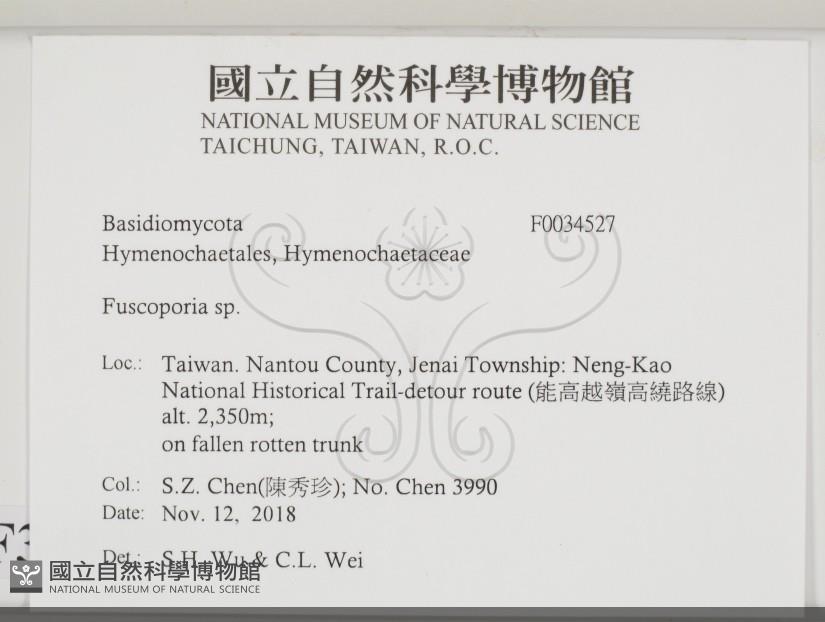 國立自然科學博物館
NATIONAL MUSEUM OF NATURAL SCIENCE
TAICHUNG, TAIWAN, R.O.C.
Basidiomycota F0034527
Hymenochaetales, Hymenochaetaceae
Fuscoporia sp.
Loc.: Taiwan. Nantou County, Jenai Township: Neng-Kao
National Historical Trail-detour route (能高越嶺高繞路線)
alt. 2,350m;
on fallen rotten trunk
Col.: S.Z. Chen(陳秀珍); No. Chen 3990
Date: Nov. 12, 2018
Det.: S.H. Wu & C.L. Wei
國立自然科學博物館
NATIONAL MUSEUM OF NATURAL SCIENCE